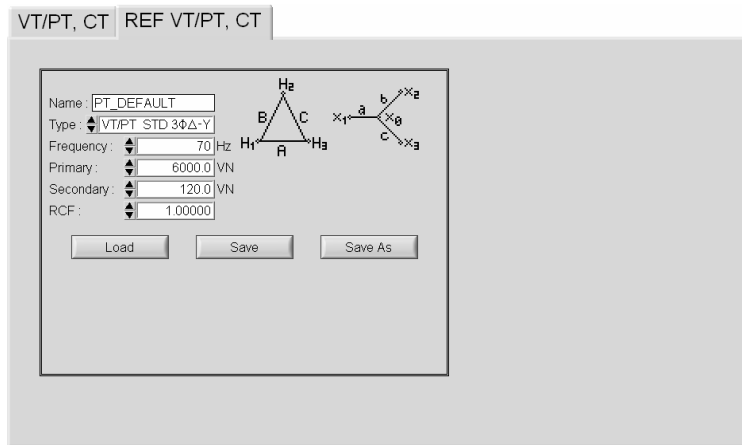 VT/PT, CT
REF VT/PT, CT
Name : PT_DEFAULT
Type : VT/PT STD 3ΦΔ-Y
Frequency : 70 Hz
Primary : 6000.0 VN
Secondary : 120.0 VN
RCF : 1.00000
H2
B C
H1 A H3
X1 a b X2
X0
c X3
Load
Save
Save As